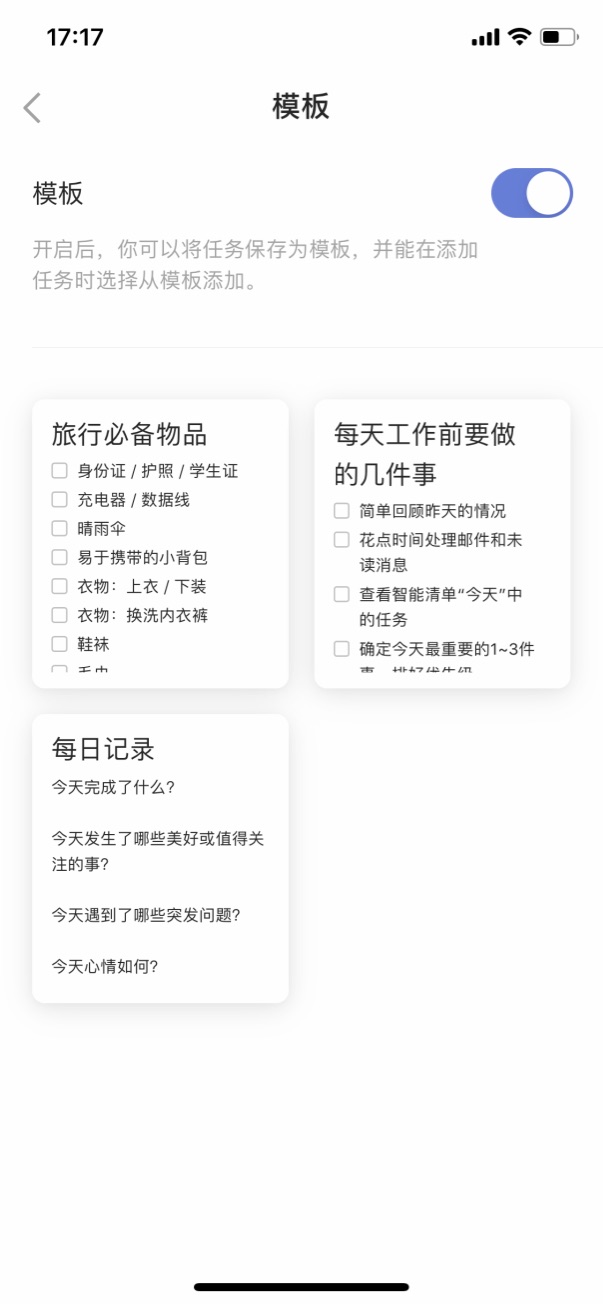 17:17
模板
模板
开启后，你可以将任务保存为模板，并能在添加
任务时选择从模板添加。
旅行必备物品
身份证 / 护照 / 学生证
充电器 / 数据线
晴雨伞
易于携带的小背包
衣物：上衣 / 下装
衣物：换洗内衣裤
鞋袜
每天工作前要做
的几件事
简单回顾昨天的情况
花点时间处理邮件和未
读消息
查看智能清单“今天”中
的任务
确定今天最重要的1~3件
每日记录
今天完成了什么?
今天发生了哪些美好或值得关
注的事?
今天遇到了哪些突发问题?
今天心情如何?